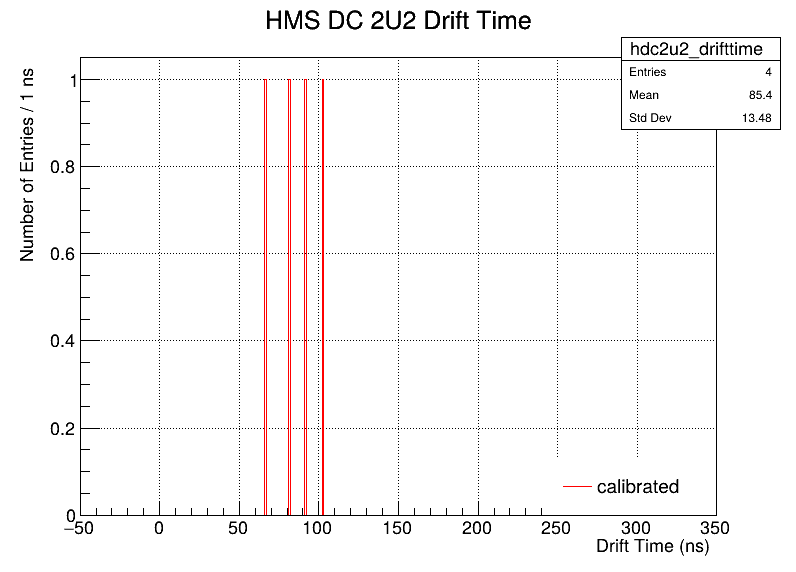 HMS DC 2U2 Drift Time
hdc2u2_drifttime
Entries 4
Mean 85.4
Std Dev 13.48
Number of Entries / 1 ns
1
0.8
0.6
0.4
0.2
0
−50 0 50 100 150 200 250 300 350
Drift Time (ns)
calibrated